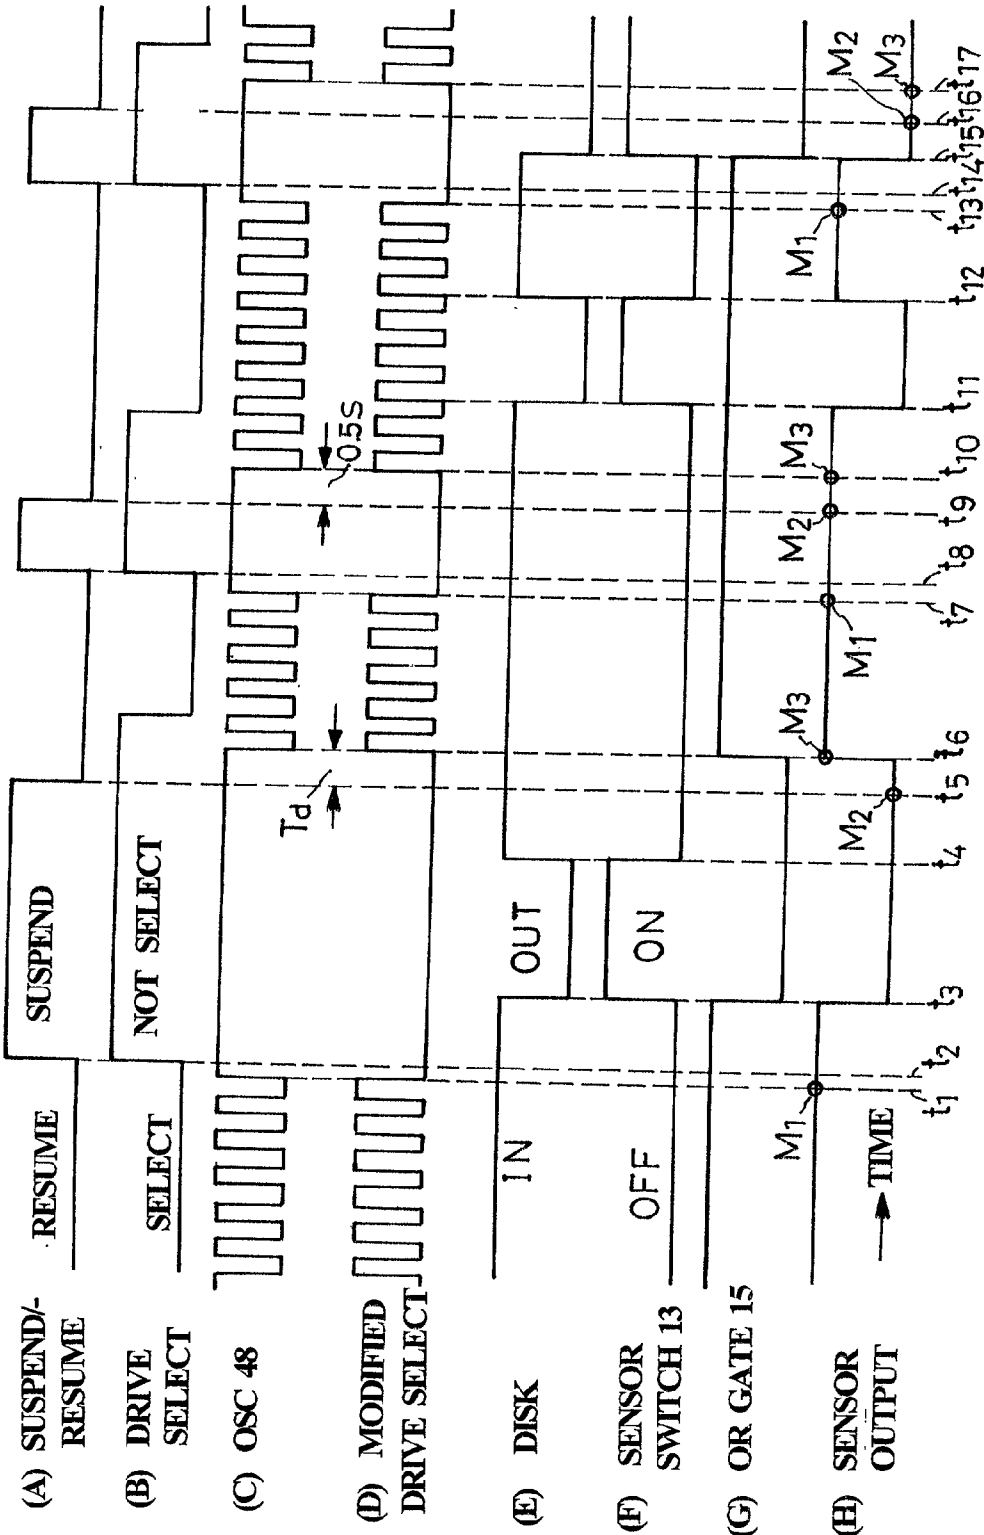 (A) SUSPEND/-
RESUME
RESUME
SUSPEND
(B) DRIVE
SELECT
SELECT
NOT SELECT
(C) OSC 48
Td
0.5S
(D) MODIFIED
DRIVE SELECT
(E) DISK
IN
OUT
(F) SENSOR
SWITCH 13
OFF
ON
(G) OR GATE 15
(H) SENSOR
OUTPUT
M1
M2
M3
M1
M2
M3
M1
M2
M3
TIME
t1
t2
t3
t4
t5
t6
t7
t8
t9
t10
t11
t12
t13
t14
t15
t16
t17